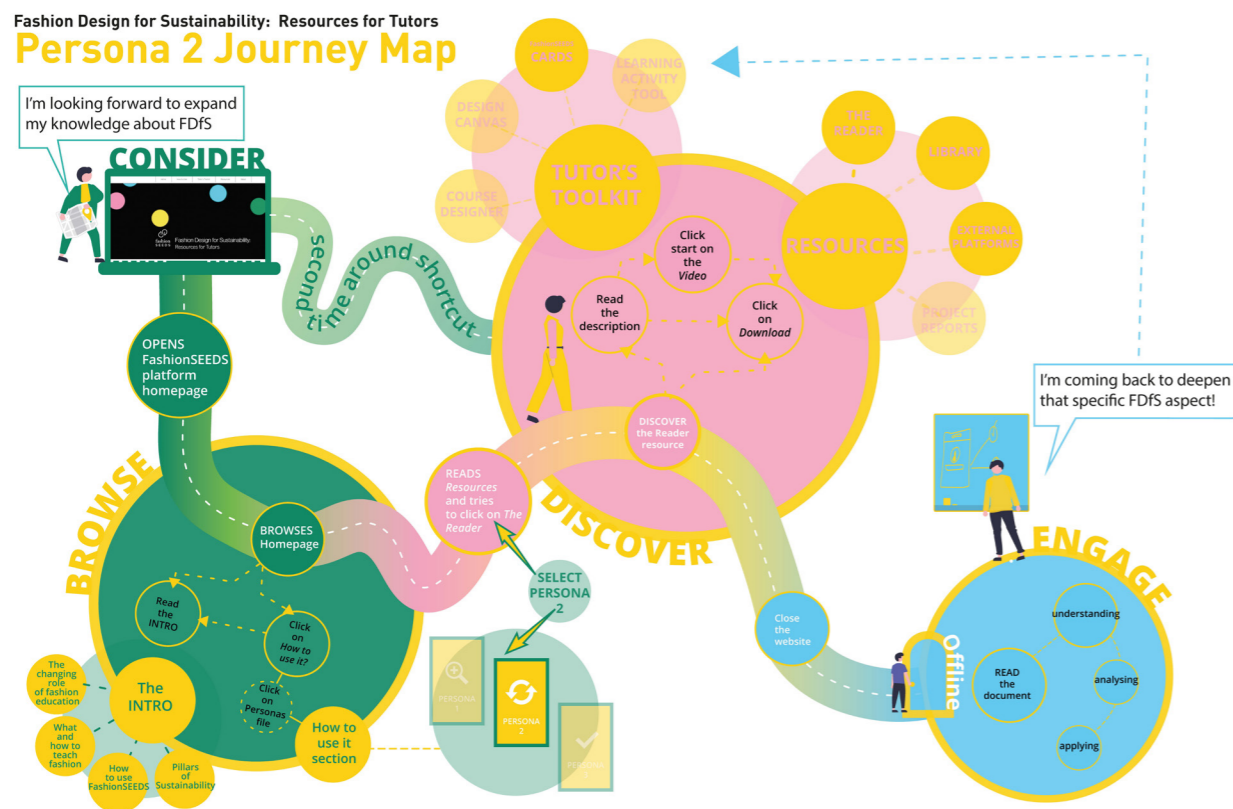 Fashion Design for Sustainability: Resources for Tutors
Persona 2 Journey Map
I'm looking forward to expand
my knowledge about FDfS
CONSIDER
fashion
SEEDS
Fashion Design for Sustainability:
Resources for Tutors
second time around shortcut
OPENS
FashionSEEDS
platform
homepage
BROWSE
BROWSES
Homepage
Read
the
INTRO
Click
on
How to
use it?
Click
on
Personas
file
The
INTRO
The
changing
role of fashion
education
What
and how
to teach
fashion
How
to use
FashionSEEDS
Pillars
of
Sustainability
How to
use it
section
READS
Resources
and tries
to click on The
Reader
SELECT
PERSONA
2
PERSONA
1
PERSONA
2
PERSONA
DISCOVER
DISCOVER
the Reader
resource
Read
the
description
Click
start on
the
Video
Click
on
Download
TUTOR'S
TOOLKIT
CARDS
LEARNING
ACTIVITY
TOOL
DESIGN
CANVAS
COURSE
DESIGNER
RESOURCES
THE
READER
LIBRARY
EXTERNAL
PLATFORMS
PROJECT
REPORTS
I'm coming back to deepen
that specific FDfS aspect!
Close
the
website
Offline
ENGAGE
READ
the
document
understanding
analysing
applying